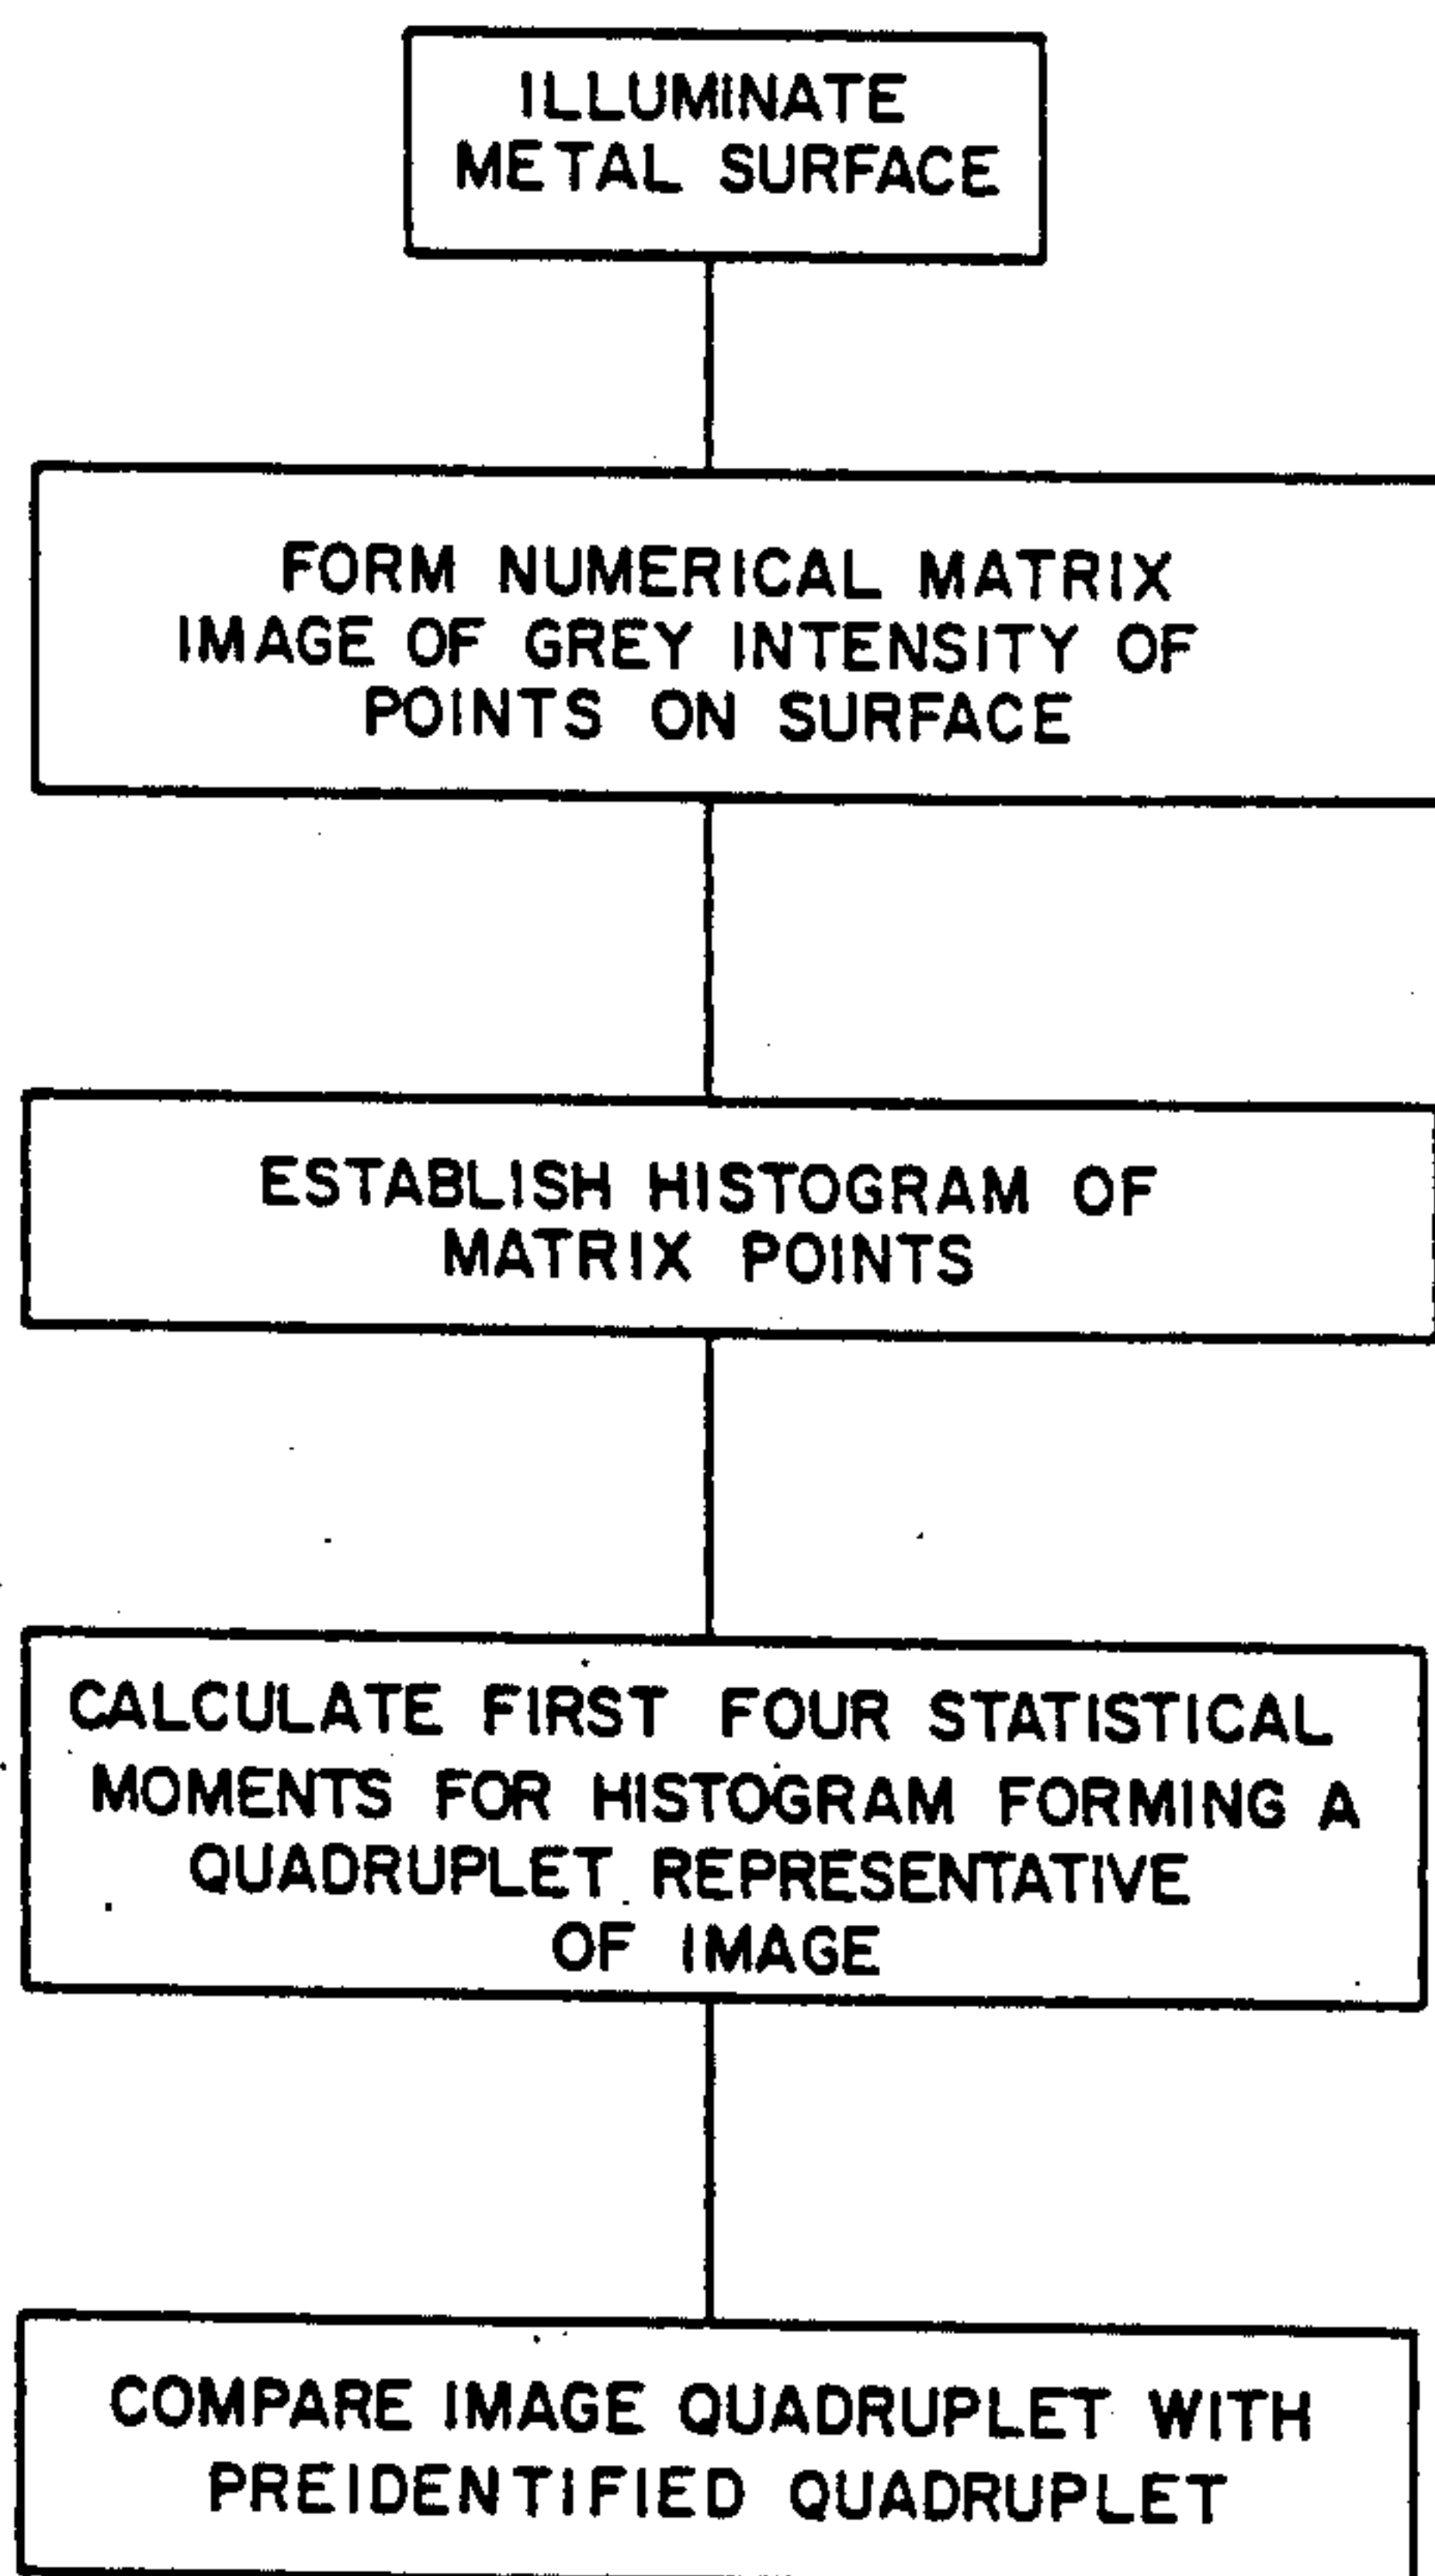 ILLUMINATE
METAL SURFACE
FORM NUMERICAL MATRIX
IMAGE OF GREY INTENSITY OF
POINTS ON SURFACE
ESTABLISH HISTOGRAM OF
MATRIX POINTS
CALCULATE FIRST FOUR STATISTICAL
MOMENTS FOR HISTOGRAM FORMING A
QUADRUPLET REPRESENTATIVE
OF IMAGE
COMPARE IMAGE QUADRUPLET WITH
PREIDENTIFIED QUADRUPLET